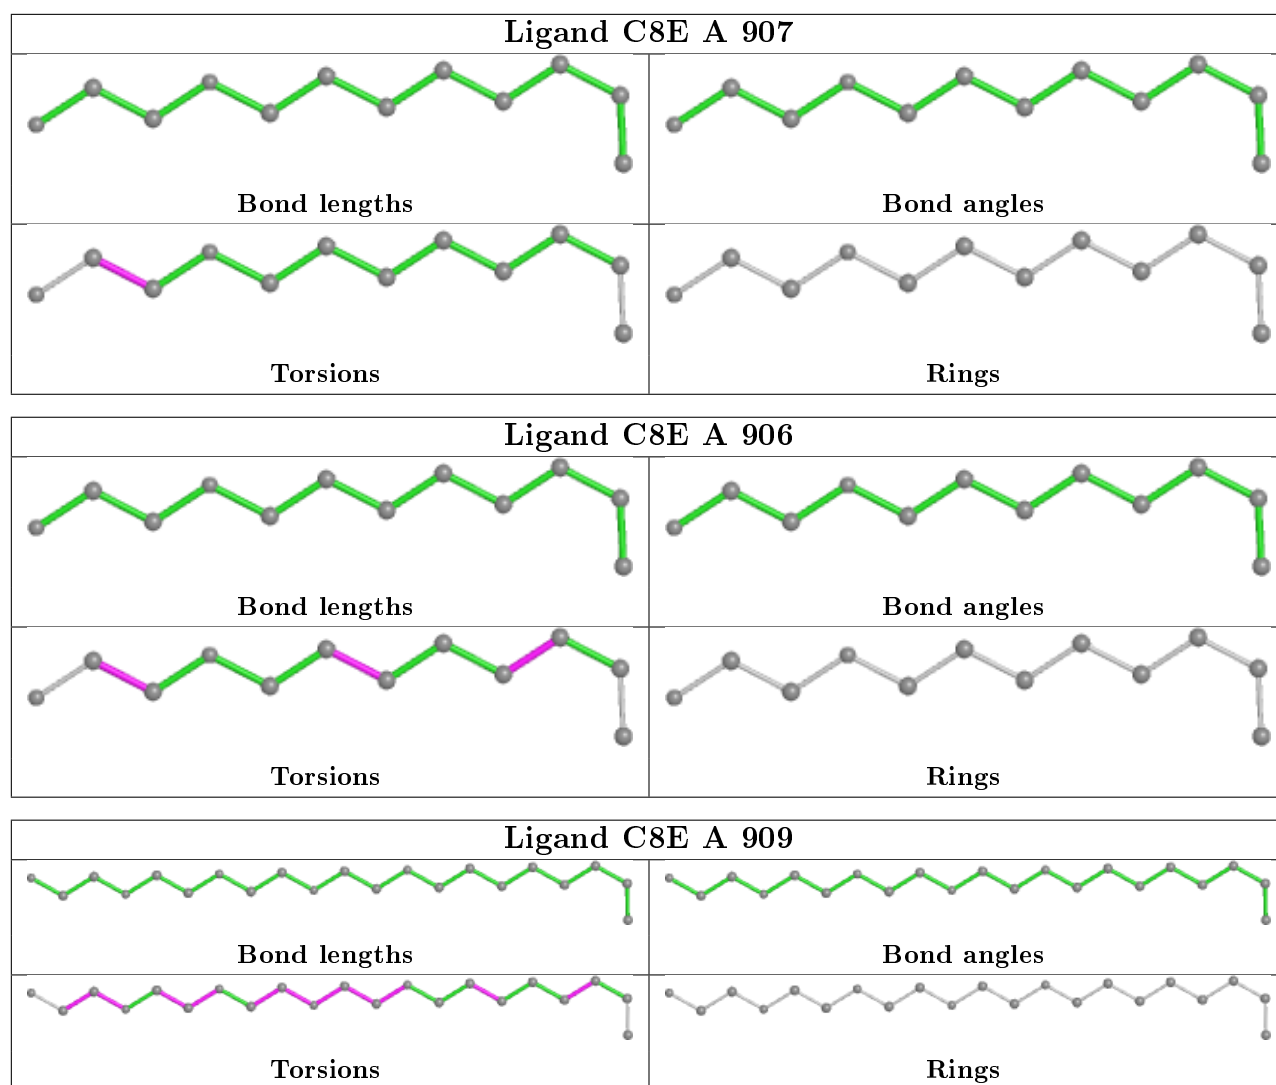 Ligand C8E A 907
Bond lengths
Bond angles
Torsions
Rings
Ligand C8E A 906
Bond lengths
Bond angles
Torsions
Rings
Ligand C8E A 909
Bond lengths
Bond angles
Torsions
Rings